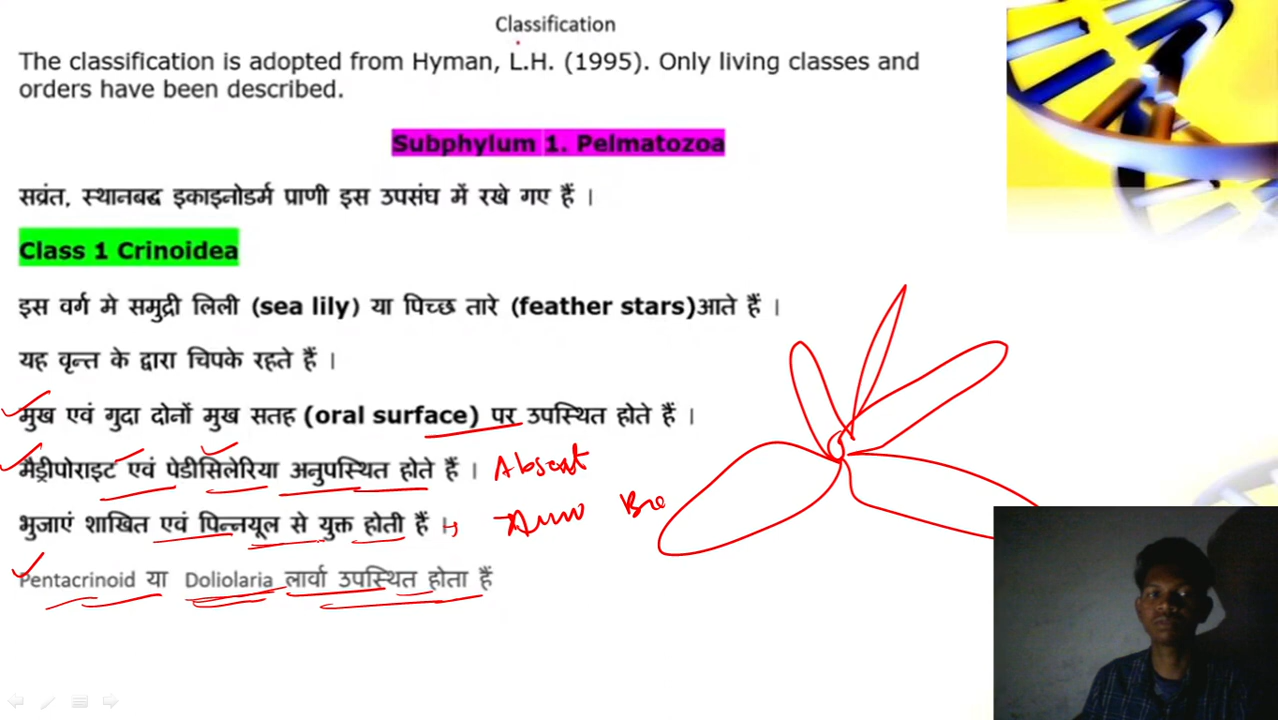 Classification
The classification is adopted from Hyman, L.H. (1995). Only living classes and
orders have been described.
Subphylum 1. Pelmatozoa
सव्रंत, स्थानबद्ध इकाइनोडर्म प्राणी इस उपसंघ में रखे गए हैं ।
Class 1 Crinoidea
इस वर्ग मे समुद्री लिली (sea lily) या पिच्छ तारे (feather stars)आते हैं ।
यह वृन्त के द्वारा चिपके रहते हैं ।
मुख एवं गुदा दोनों मुख सतह (oral surface) पर उपस्थित होते हैं ।
मैड्रीपोराइट एवं पेडीसिलेरिया अनुपस्थित होते हैं । Absent
भुजाएं शाखित एवं पिन्नयूल से युक्त होती हैं । Bra
Pentacrinoid या Doliolaria लार्वा उपस्थित होता हैं